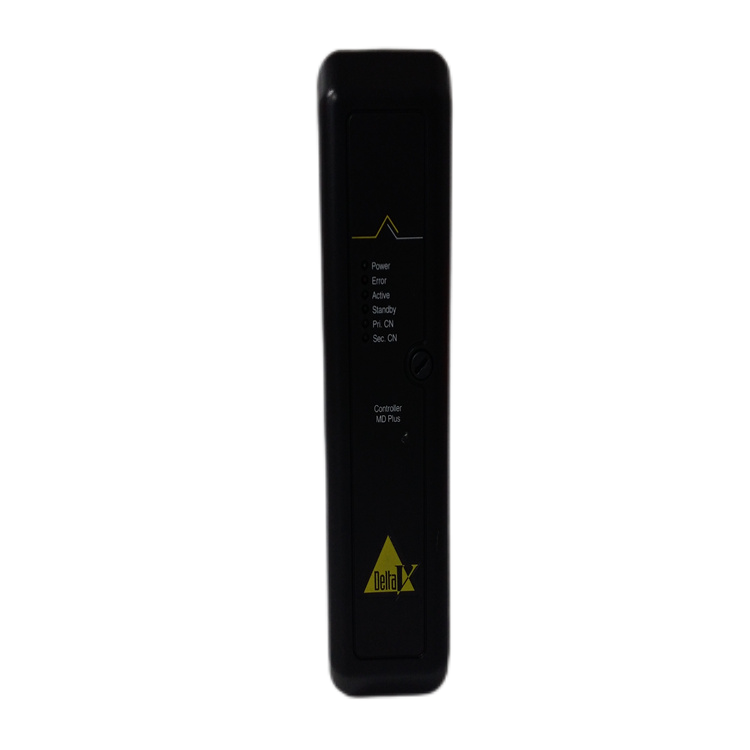 Power
Error
Active
Standby
Pri. CN
Sec. CN
Controller
MD Plus
DeltaV